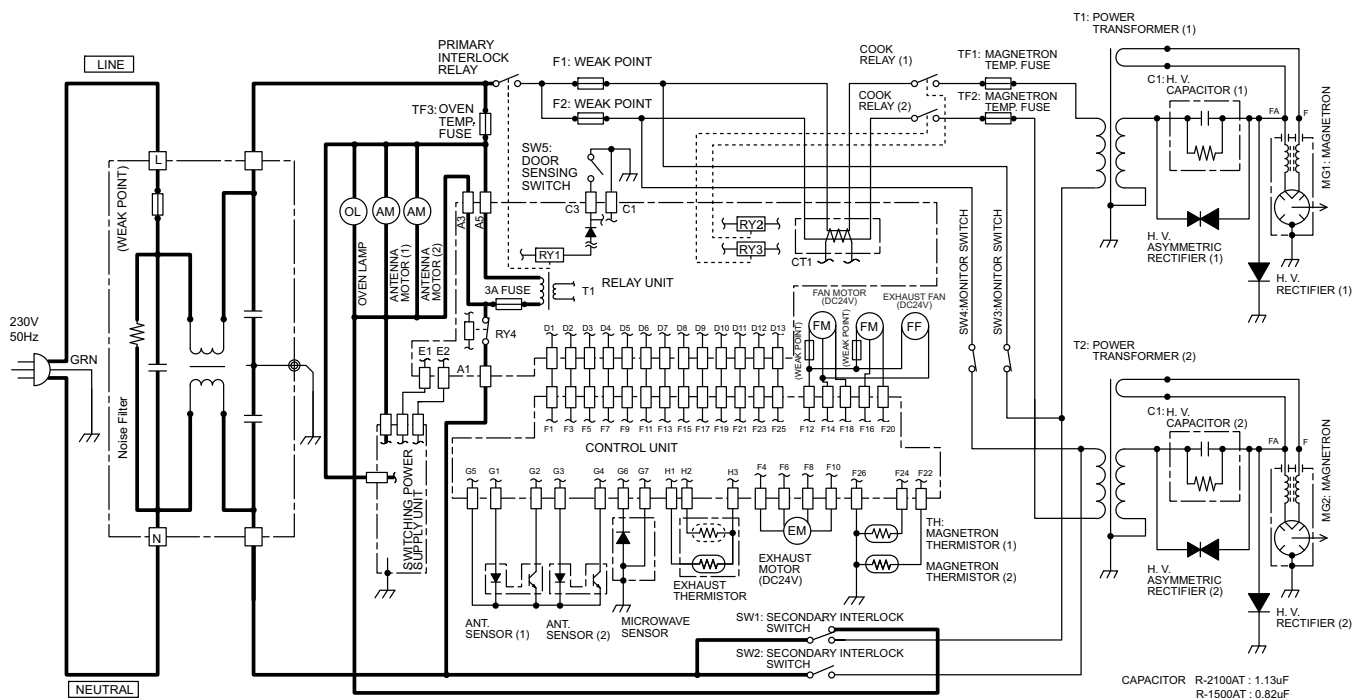 LINE
230V
50Hz
GRN
NEUTRAL
(WEAK POINT)
L
N
Noise Filter
PRIMARY
INTERLOCK
RELAY
TF3: OVEN
TEMP.
FUSE
OL
AM
AM
OVEN LAMP
ANTENNA
MOTOR (1)
ANTENNA
MOTOR (2)
A3
A5
F1: WEAK POINT
F2: WEAK POINT
SW5:
DOOR
SENSING
SWITCH
C3
C1
RY1
RELAY UNIT
3A FUSE
T1
RY4
E1
E2
A1
SWITCHING POWER
SUPPLY UNIT
COOK
RELAY (1)
COOK
RELAY (2)
TF1: MAGNETRON
TEMP. FUSE
TF2: MAGNETRON
TEMP. FUSE
RY2
RY3
CT1
FAN MOTOR
(DC24V)
EXHAUST FAN
(DC24V)
FM
FM
FF
(WEAK POINT)
(WEAK POINT)
SW4:MONITOR SWITCH
SW3:MONITOR SWITCH
D1 D2 D3 D4 D5 D6 D7 D8 D9 D10 D11 D12 D13
F1 F3 F5 F7 F9 F11 F13 F15 F17 F19 F21 F23 F25
F12 F14 F18 F16 F20
CONTROL UNIT
G5 G1 G2 G3 G4 G6 G7 H1 H2 H3 F4 F6 F8 F10 F26 F24 F22
ANT.
SENSOR (1)
ANT.
SENSOR (2)
MICROWAVE
SENSOR
EXHAUST
THERMISTOR
EM
EXHAUST
MOTOR
(DC24V)
TH:
MAGNETRON
THERMISTOR (1)
MAGNETRON
THERMISTOR (2)
SW1: SECONDARY INTERLOCK
SWITCH
SW2: SECONDARY INTERLOCK
SWITCH
T1: POWER
TRANSFORMER (1)
C1: H. V.
CAPACITOR (1)
FA
F
MG1: MAGNETRON
H. V.
ASYMMETRIC
RECTIFIER (1)
H. V.
RECTIFIER (1)
T2: POWER
TRANSFORMER (2)
C1: H. V.
CAPACITOR (2)
FA
F
MG2: MAGNETRON
H. V.
ASYMMETRIC
RECTIFIER (2)
H. V.
RECTIFIER (2)
CAPACITOR R-2100AT : 1.13uF
R-1500AT : 0.82uF